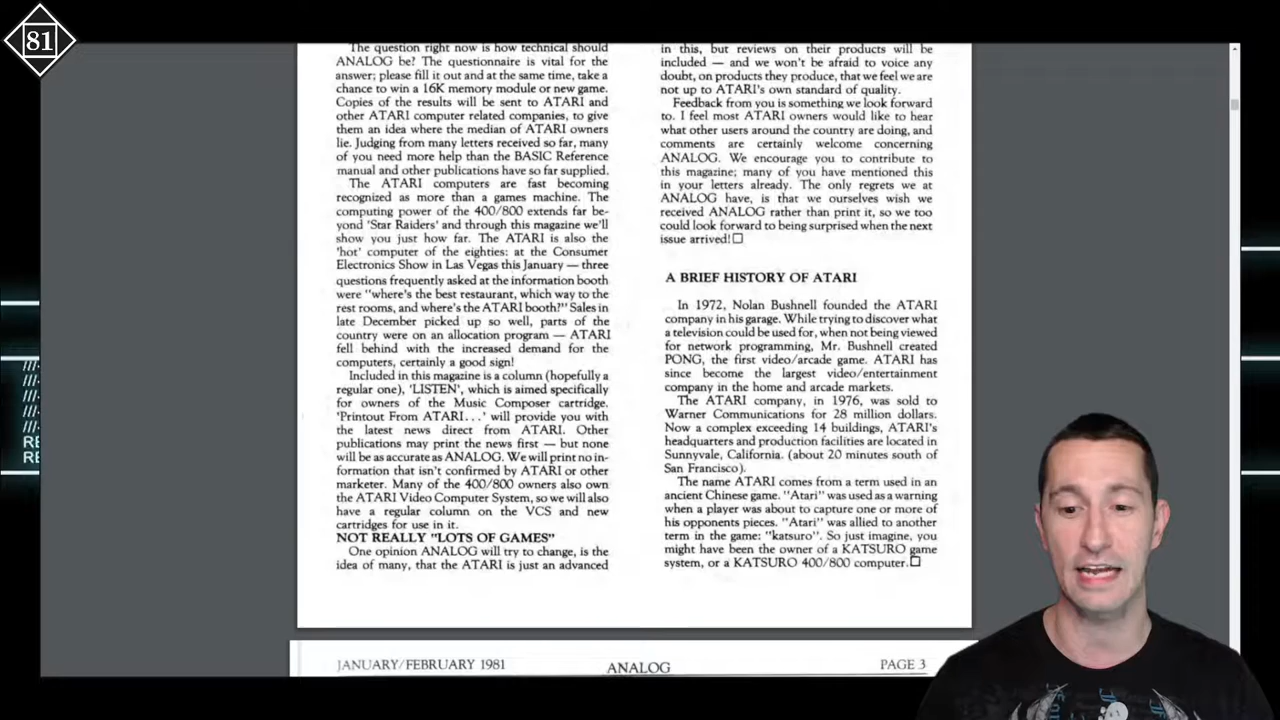 81
The question right now is how technical should
ANALOG be? The questionnaire is vital for the
answer; please fill it out and at the same time, take a
chance to win a 16K memory module or new game.
Copies of the results will be sent to ATARI and
other ATARI computer related companies, to give
them an idea where the median of ATARI owners
lie. Judging from many letters received so far, many
of you need more help than the BASIC Reference
manual and other publications have so far supplied.
The ATARI computers are fast becoming
recognized as more than a games machine. The
computing power of the 400/800 extends far be-
yond 'Star Raiders' and through this magazine we'll
show you just how far. The ATARI is also the
'hot' computer of the eighties: at the Consumer
Electronics Show in Las Vegas this January — three
questions frequently asked at the information booth
were "where's the best restaurant, which way to the
rest rooms, and where's the ATARI booth?" Sales in
late December picked up so well, parts of the
country were on an allocation program — ATARI
fell behind with the increased demand for the
computers, certainly a good sign!
Included in this magazine is a column (hopefully a
regular one), 'LISTEN', which is aimed specifically
for owners of the Music Composer cartridge.
'Printout From ATARI...' will provide you with
the latest news direct from ATARI. Other
publications may print the news first — but none
will be as accurate as ANALOG. We will print no in-
formation that isn't confirmed by ATARI or other
marketer. Many of the 400/800 owners also own
the ATARI Video Computer System, so we will also
have a regular column on the VCS and new
cartridges for use in it.
NOT REALLY "LOTS OF GAMES"
One opinion ANALOG will try to change, is the
idea of many, that the ATARI is just an advanced
in this, but reviews on their products will be
included — and we won't be afraid to voice any
doubt, on products they produce, that we feel we are
not up to ATARI's own standard of quality.
Feedback from you is something we look forward
to. I feel most ATARI owners would like to hear
what other users around the country are doing, and
comments are certainly welcome concerning
ANALOG. We encourage you to contribute to
this magazine; many of you have mentioned this
in your letters already. The only regrets we at
ANALOG have, is that we ourselves wish we
received ANALOG rather than print it, so we too
could look forward to being surprised when the next
issue arrived!□
A BRIEF HISTORY OF ATARI
In 1972, Nolan Bushnell founded the ATARI
company in his garage. While trying to discover what
a television could be used for, when not being viewed
for network programming, Mr. Bushnell created
PONG, the first video/arcade game. ATARI has
since become the largest video/entertainment
company in the home and arcade markets.
The ATARI company, in 1976, was sold to
Warner Communications for 28 million dollars.
Now a complex exceeding 14 buildings, ATARI's
headquarters and production facilities are located in
Sunnyvale, California. (about 20 minutes south of
San Francisco).
The name ATARI comes from a term used in an
ancient Chinese game. "Atari" was used as a warning
when a player was about to capture one or more of
his opponents pieces. "Atari" was allied to another
term in the game: "katsuro". So just imagine, you
might have been the owner of a KATSURO game
system, or a KATSURO 400/800 computer.□
JANUARY/FEBRUARY 1981
ANALOG
PAGE 3